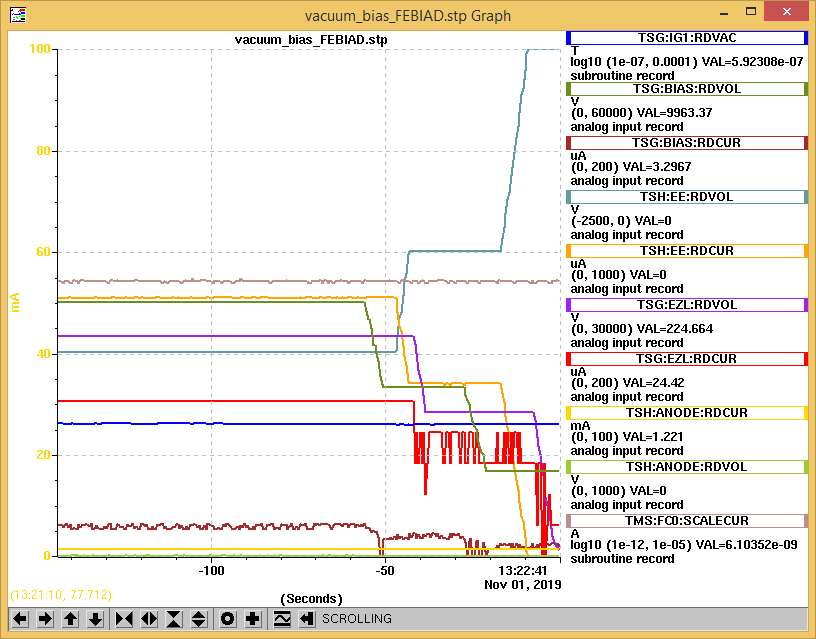 vacuum_bias_FEBIAD.stp Graph
vacuum_bias_FEBIAD.stp
100
80
60
40
20
0
mA
-100
-50
13:22:41
Nov 01, 2019
(Seconds)
(13:21:10, 77.712)
TSG:IG1:RDVAC
T
log10 (1e-07, 0.0001) VAL=5.92308e-07
subroutine record
TSG:BIAS:RDVOL
V
(0, 60000) VAL=9963.37
analog input record
TSG:BIAS:RDCUR
uA
(0, 200) VAL=3.2967
analog input record
TSH:EE:RDVOL
V
(-2500, 0) VAL=0
analog input record
TSH:EE:RDCUR
uA
(0, 1000) VAL=0
analog input record
TSG:EZL:RDVOL
V
(0, 30000) VAL=224.664
analog input record
TSG:EZL:RDCUR
uA
(0, 200) VAL=24.42
analog input record
TSH:ANODE:RDCUR
mA
(0, 100) VAL=1.221
analog input record
TSH:ANODE:RDVOL
V
(0, 1000) VAL=0
analog input record
TMS:FC0:SCALECUR
A
log10 (1e-12, 1e-05) VAL=6.10352e-09
subroutine record
SCROLLING